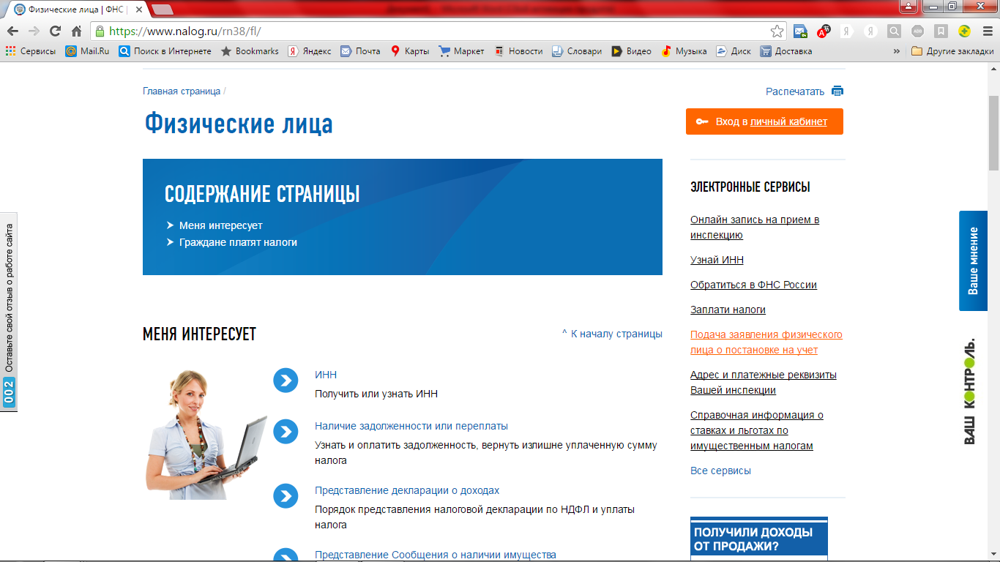 Физические лица | ФНС |
https://www.nalog.ru/rn38/fl/
Сервисы Mail.Ru Поиск в Интернете Bookmarks Яндекс Почта Карты Маркет Новости Словари Видео Музыка Диск Доставка » Другие закладки
Главная страница /
Распечатать
Физические лица
Вход в личный кабинет
СОДЕРЖАНИЕ СТРАНИЦЫ
Меня интересует
Граждане платят налоги
МЕНЯ ИНТЕРЕСУЕТ
^ К началу страницы
ИНН
Получить или узнать ИНН
Наличие задолженности или переплаты
Узнать и оплатить задолженность, вернуть излишне уплаченную сумму
налога
Представление декларации о доходах
Порядок представления налоговой декларации по НДФЛ и уплаты
налога
Представление Сообщения о наличии имущества
ЭЛЕКТРОННЫЕ СЕРВИСЫ
Онлайн запись на прием в
инспекцию
Узнай ИНН
Обратиться в ФНС России
Заплати налоги
Подача заявления физического
лица о постановке на учет
Адрес и платежные реквизиты
Вашей инспекции
Справочная информация о
ставках и льготах по
имущественным налогам
Все сервисы
ПОЛУЧИЛИ ДОХОДЫ
ОТ ПРОДАЖИ?
Оставьте свой отзыв о работе сайта
002
Ваше мнение
ВАШ КОНТРОЛЬ.